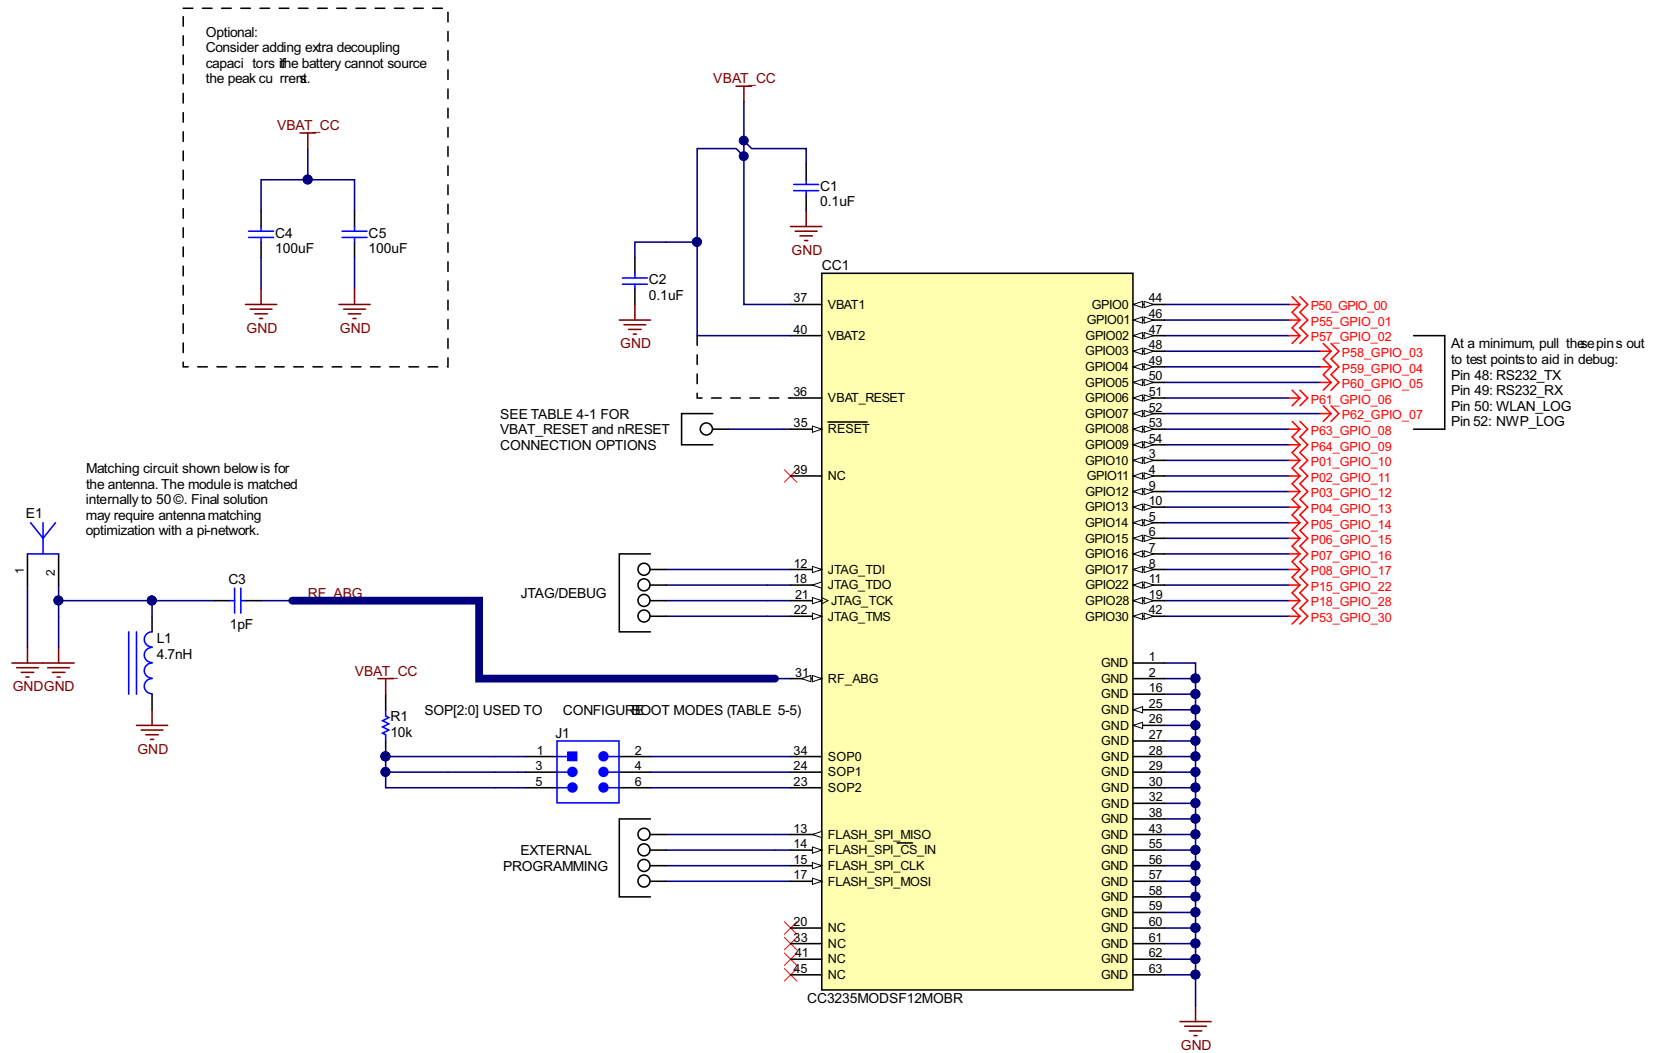 Optional:
Consider adding extra decoupling
capaci tors if the battery cannot source
the peak cu rrent.
VBAT_CC
C4
100uF
C5
100uF
GND
GND
VBAT_CC
C1
0.1uF
GND
C2
0.1uF
GND
CC1
37 VBAT1
40 VBAT2
36 VBAT_RESET
35 RESET
39 NC
SEE TABLE 4-1 FOR
VBAT_RESET and nRESET
CONNECTION OPTIONS
12 JTAG_TDI
18 JTAG_TDO
21 JTAG_TCK
22 JTAG_TMS
JTAG/DEBUG
31 RF_ABG
34 SOP0
24 SOP1
23 SOP2
13 FLASH_SPI_MISO
14 FLASH_SPI_CS_IN
15 FLASH_SPI_CLK
17 FLASH_SPI_MOSI
EXTERNAL
PROGRAMMING
20 NC
33 NC
41 NC
45 NC
CC3235MODSF12MOBR
Matching circuit shown below is for
the antenna. The module is matched
internally to 50 ©. Final solution
may require antenna matching
optimization with a pi-network.
E1
1
2
GND
GND
L1
4.7nH
GND
C3
1pF
RF_ABG
VBAT_CC
R1
10k
SOP[2:0] USED TO CONFIGURE BOOT MODES (TABLE 5-5)
J1
1 2
3 4
5 6
GPIO0 44 P50_GPIO_00
GPIO01 46 P55_GPIO_01
GPIO02 47 P57_GPIO_02
GPIO03 48 P58_GPIO_03
GPIO04 49 P59_GPIO_04
GPIO05 50 P60_GPIO_05
GPIO06 51 P61_GPIO_06
GPIO07 52 P62_GPIO_07
GPIO08 53 P63_GPIO_08
GPIO09 54 P64_GPIO_09
GPIO10 3 P01_GPIO_10
GPIO11 4 P02_GPIO_11
GPIO12 9 P03_GPIO_12
GPIO13 10 P04_GPIO_13
GPIO14 5 P05_GPIO_14
GPIO15 6 P06_GPIO_15
GPIO16 7 P07_GPIO_16
GPIO17 8 P08_GPIO_17
GPIO22 11 P15_GPIO_22
GPIO28 19 P18_GPIO_28
GPIO30 42 P53_GPIO_30
At a minimum, pull these pin s out
to test points to aid in debug:
Pin 48: RS232_TX
Pin 49: RS232_RX
Pin 50: WLAN_LOG
Pin 52: NWP_LOG
GND 1
GND 2
GND 16
GND 25
GND 26
GND 27
GND 28
GND 29
GND 30
GND 32
GND 38
GND 43
GND 55
GND 56
GND 57
GND 58
GND 59
GND 60
GND 61
GND 62
GND 63
GND